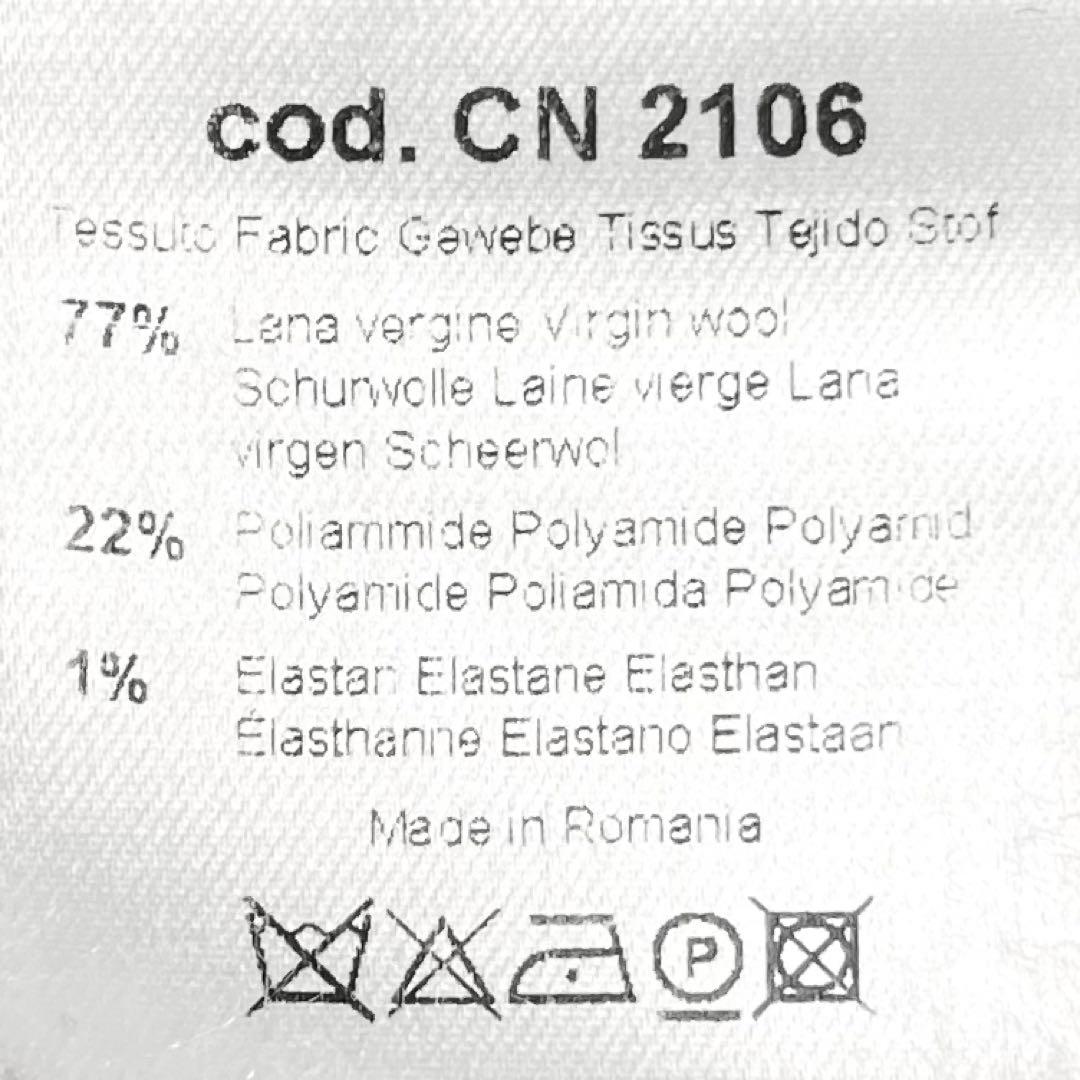 cod. CN 2106
Tessuto Fabric Gewebe Tissus Tejido Stof
77% Lana vergine Virgin wool
Schurwolle Laine vierge Lana
virgen Scheerwol
22% Poliammide Polyamide Polyamid
Polyamide Poliamida Polyamide
1% Elastan Elastane Elasthan
Élasthanne Elastano Elastaan
Made in Romania
P